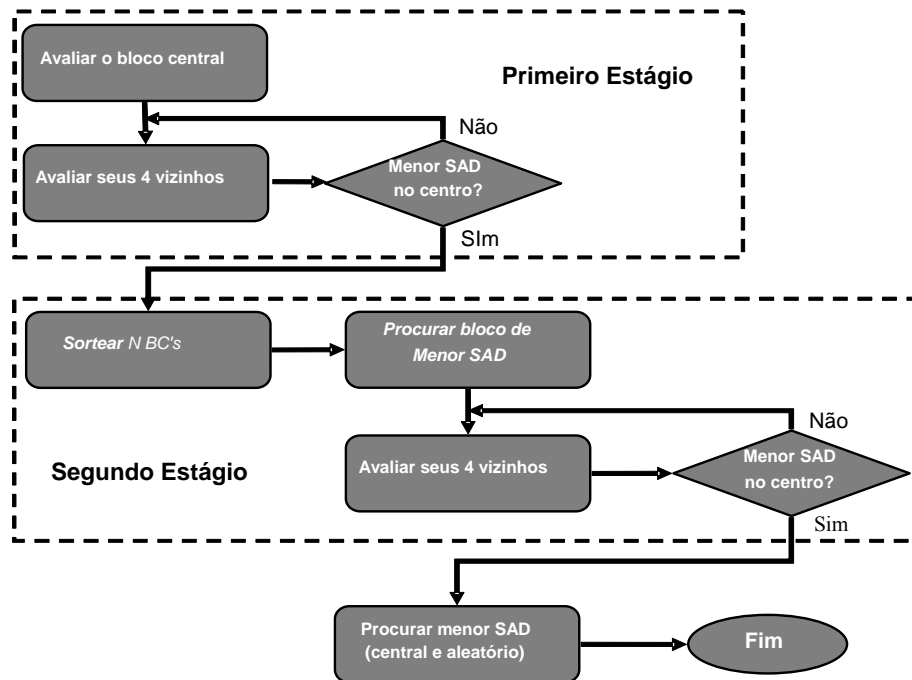 Avaliar o bloco central
Primeiro Estágio
Não
Avaliar seus 4 vizinhos
Menor SAD
no centro?
SIm
Sortear N BC's
Procurar bloco de
Menor SAD
Não
Segundo Estágio
Avaliar seus 4 vizinhos
Menor SAD
no centro?
Sim
Procurar menor SAD
(central e aleatório)
Fim